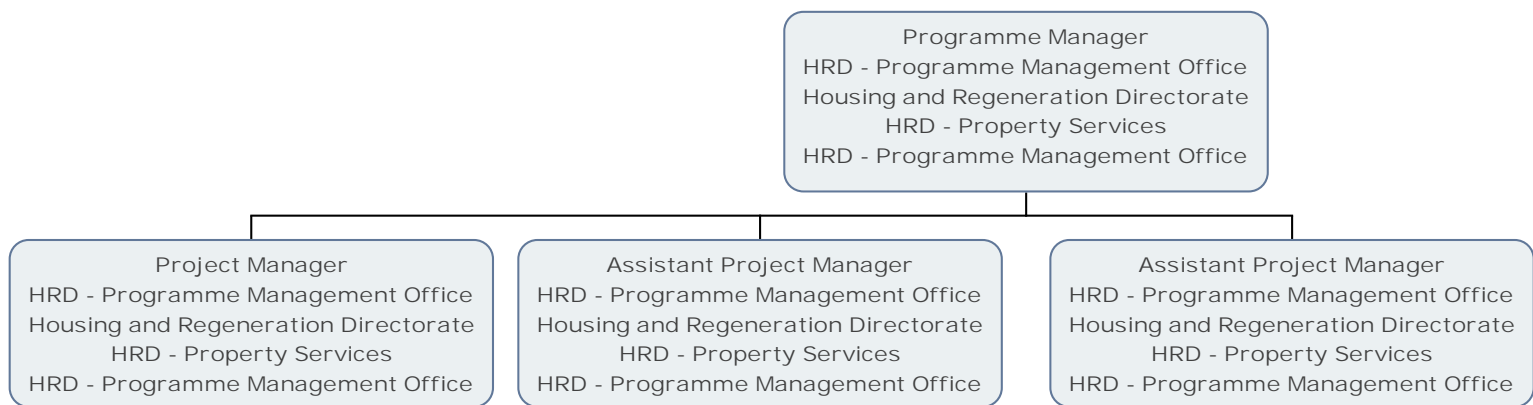 Programme Manager
HRD - Programme Management Office
Housing and Regeneration Directorate
HRD - Property Services
HRD - Programme Management Office
Project Manager
HRD - Programme Management Office
Housing and Regeneration Directorate
HRD - Property Services
HRD - Programme Management Office
Assistant Project Manager
HRD - Programme Management Office
Housing and Regeneration Directorate
HRD - Property Services
HRD - Programme Management Office
Assistant Project Manager
HRD - Programme Management Office
Housing and Regeneration Directorate
HRD - Property Services
HRD - Programme Management Office